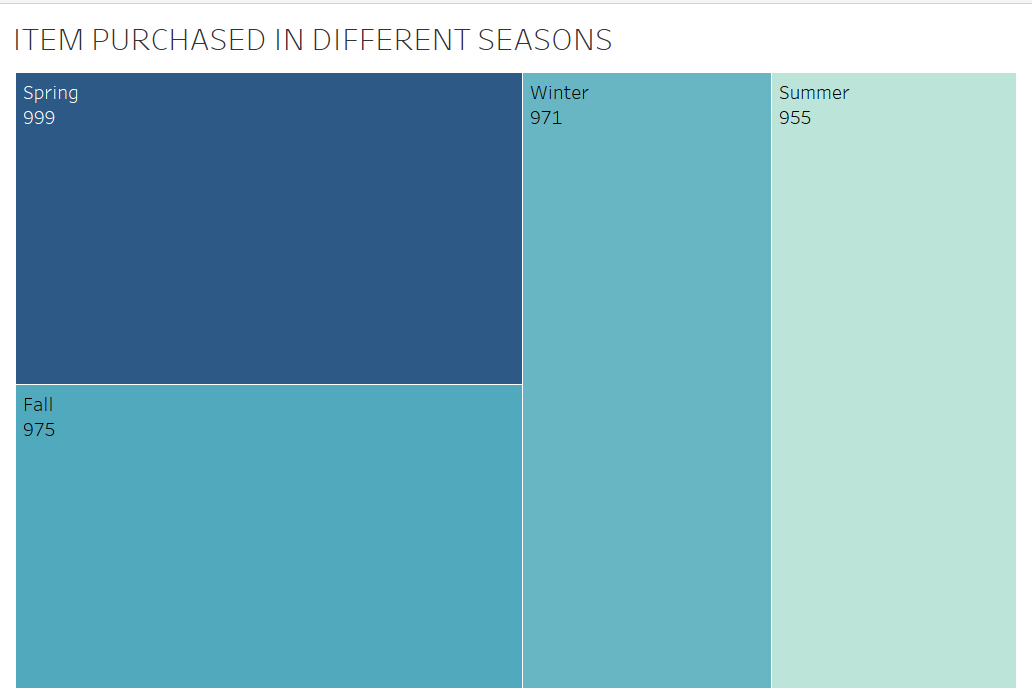 ITEM PURCHASED IN DIFFERENT SEASONS
Spring
999
Fall
975
Winter
971
Summer
955